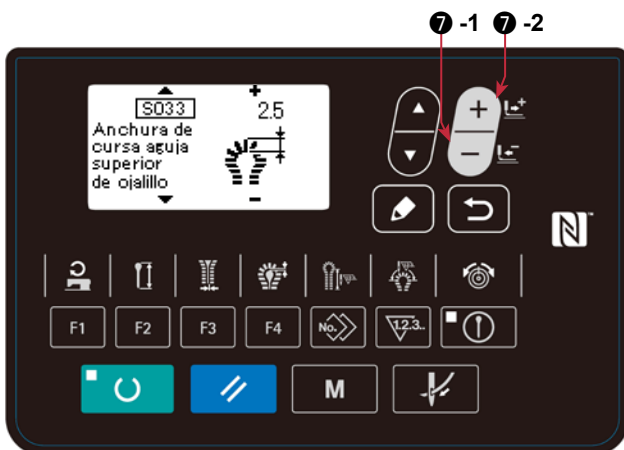 ❼ -1 ❼ -2
S033
2.5
Anchura de
cursa aguja
superior
de ojalillo
F1
F2
F3
F4
No.
1.2.3..
M
N